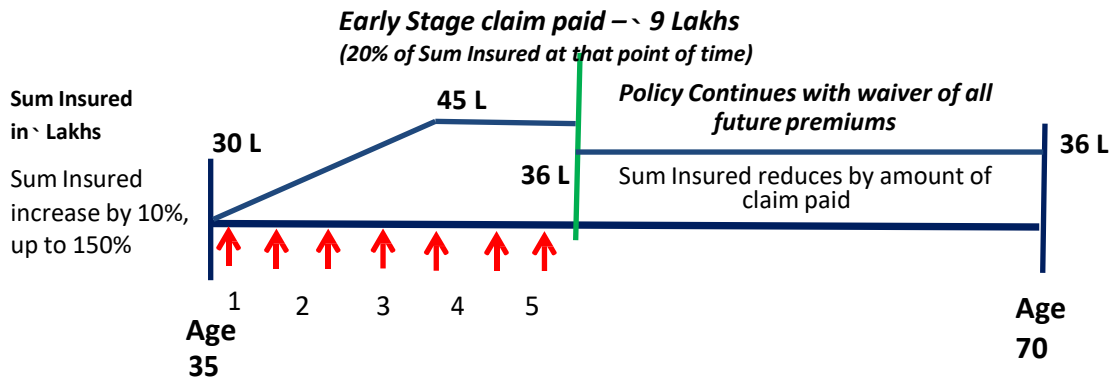 Early Stage claim paid – ` 9 Lakhs
(20% of Sum Insured at that point of time)
Sum Insured
in ` Lakhs
30 L
45 L
Policy Continues with waiver of all
future premiums
36 L
Sum Insured
increase by 10%,
up to 150%
36 L
Sum Insured reduces by amount of
claim paid
1 2 3 4 5
Age
35
Age
70